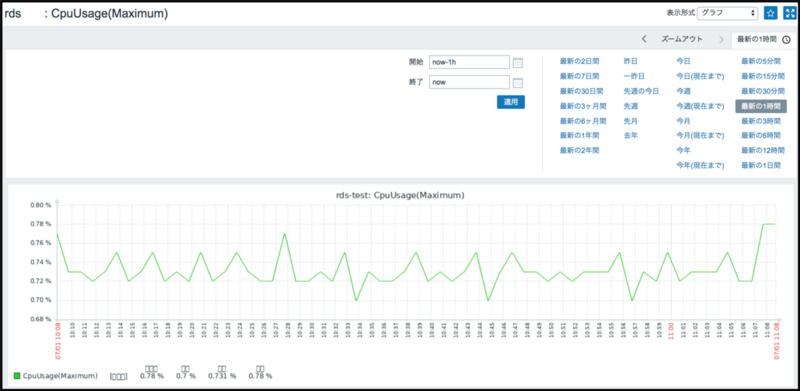 rds : CpuUsage(Maximum)
表示形式 グラフ
ズームアウト 最新の1時間
開始 now-1h
終了 now
適用
最新の2日間 昨日 今日 最新の5分間
最新の7日間 一昨日 今日(現在まで) 最新の15分間
最新の30日間 先週の今日 今週 最新の30分間
最新の3ヶ月間 先週 今週(現在まで) 最新の1時間
最新の6ヶ月間 先月 今月 最新の3時間
最新の1年間 去年 今月(現在まで) 最新の6時間
最新の2年間 今年 最新の12時間
今年(現在まで) 最新の1日間
rds-test: CpuUsage(Maximum)
0.80 %
0.78 %
0.76 %
0.74 %
0.72 %
0.70 %
0.68 %
07/01 10:08 10:10 10:11 10:12 10:13 10:14 10:15 10:16 10:17 10:19 10:20 10:21 10:22 10:23 10:24 10:25 10:26 10:27 10:28 10:29 10:30 10:31 10:32 10:33 10:34 10:35 10:37 10:38 10:39 10:40 10:41 10:42 10:43 10:44 10:45 10:46 10:47 10:49 10:50 10:51 10:52 10:53 10:54 10:55 10:56 10:57 10:58 10:59 11:00 11:01 11:02 11:03 11:04 11:05 11:06 11:07 11:08 07/01 11:08
CpuUsage(Maximum) [□□□] 0.78 % 0.7 % 0.731 % 0.78 %